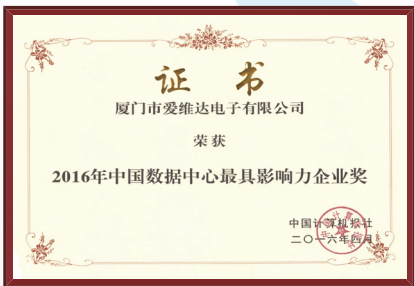 证 书
厦门市爱维达电子有限公司
荣获
2016年中国数据中心最具影响力企业奖
中国计算机报社
二〇一六年四月